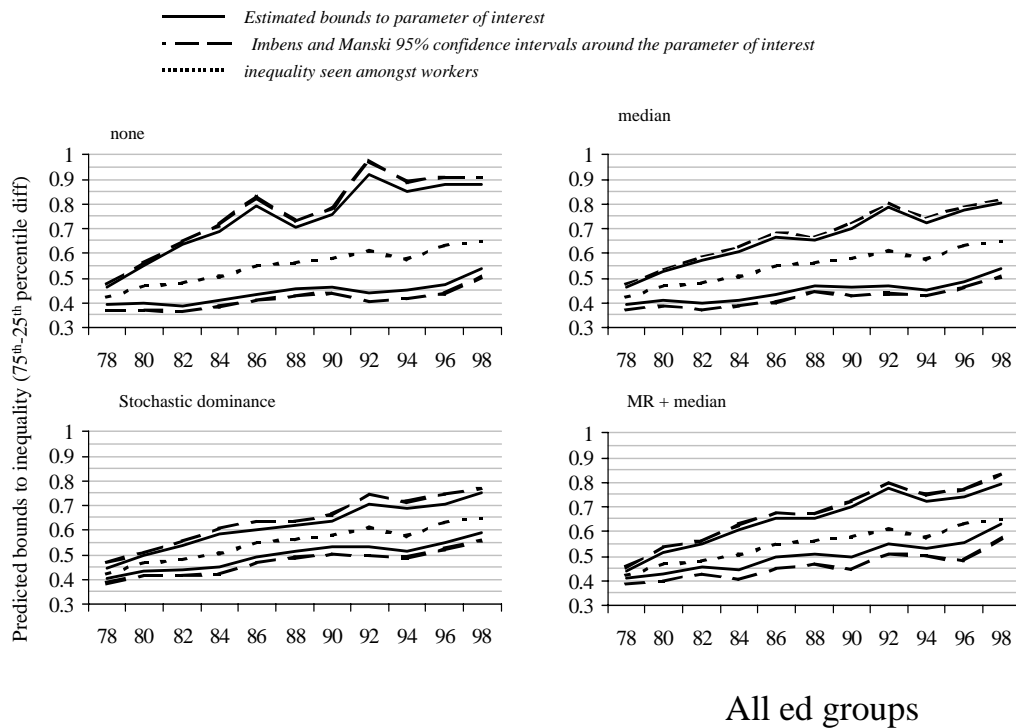 Estimated bounds to parameter of interest
Imbens and Manski 95% confidence intervals around the parameter of interest
inequality seen amongst workers
Predicted bounds to inequality (75th-25th percentile diff)
none
1
0.9
0.8
0.7
0.6
0.5
0.4
0.3
78 80 82 84 86 88 90 92 94 96 98
median
1
0.9
0.8
0.7
0.6
0.5
0.4
0.3
78 80 82 84 86 88 90 92 94 96 98
Stochastic dominance
1
0.9
0.8
0.7
0.6
0.5
0.4
0.3
78 80 82 84 86 88 90 92 94 96 98
MR + median
1
0.9
0.8
0.7
0.6
0.5
0.4
0.3
78 80 82 84 86 88 90 92 94 96 98
All ed groups